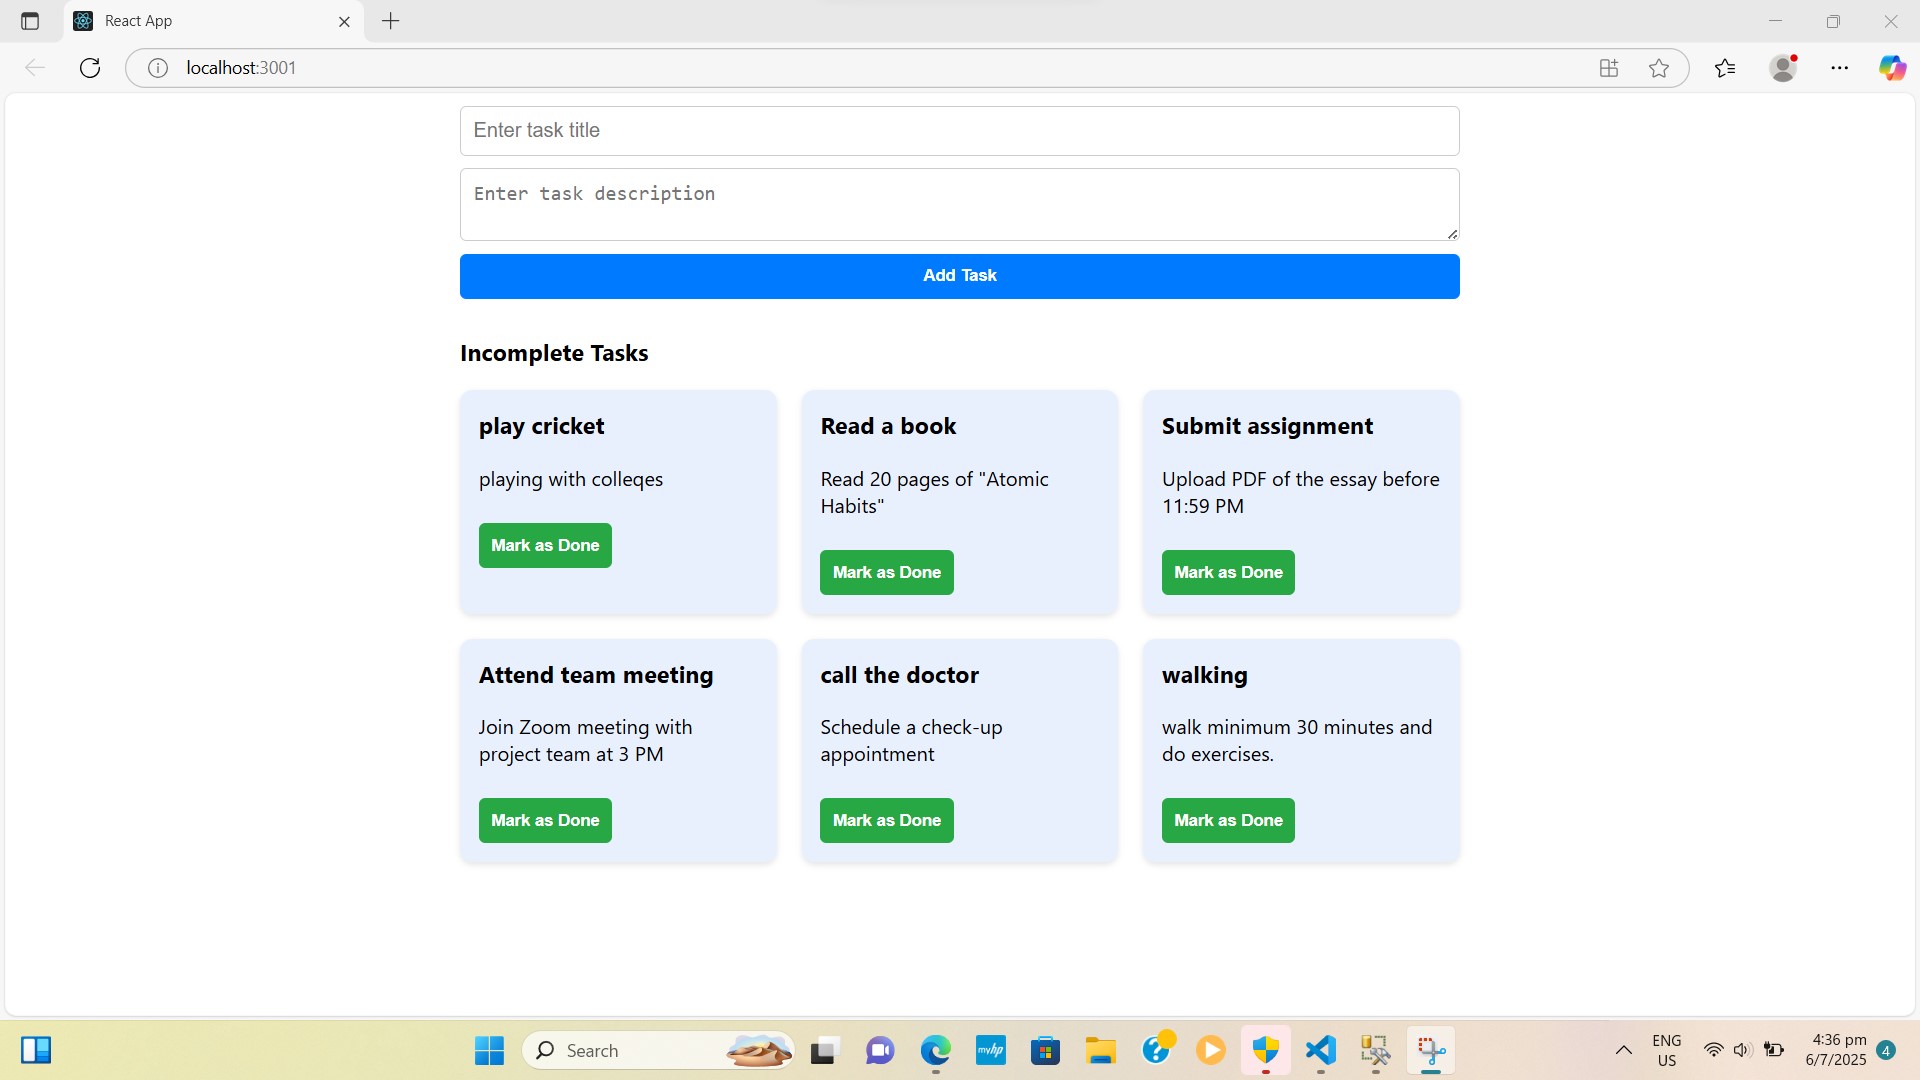 React App
localhost:3001
Enter task title
Enter task description
Add Task
Incomplete Tasks
play cricket
playing with colleqes
Mark as Done
Read a book
Read 20 pages of "Atomic
Habits"
Mark as Done
Submit assignment
Upload PDF of the essay before
11:59 PM
Mark as Done
Attend team meeting
Join Zoom meeting with
project team at 3 PM
Mark as Done
call the doctor
Schedule a check-up
appointment
Mark as Done
walking
walk minimum 30 minutes and
do exercises.
Mark as Done
Search
myhp
ENG
US
4:36 pm
6/7/2025
4